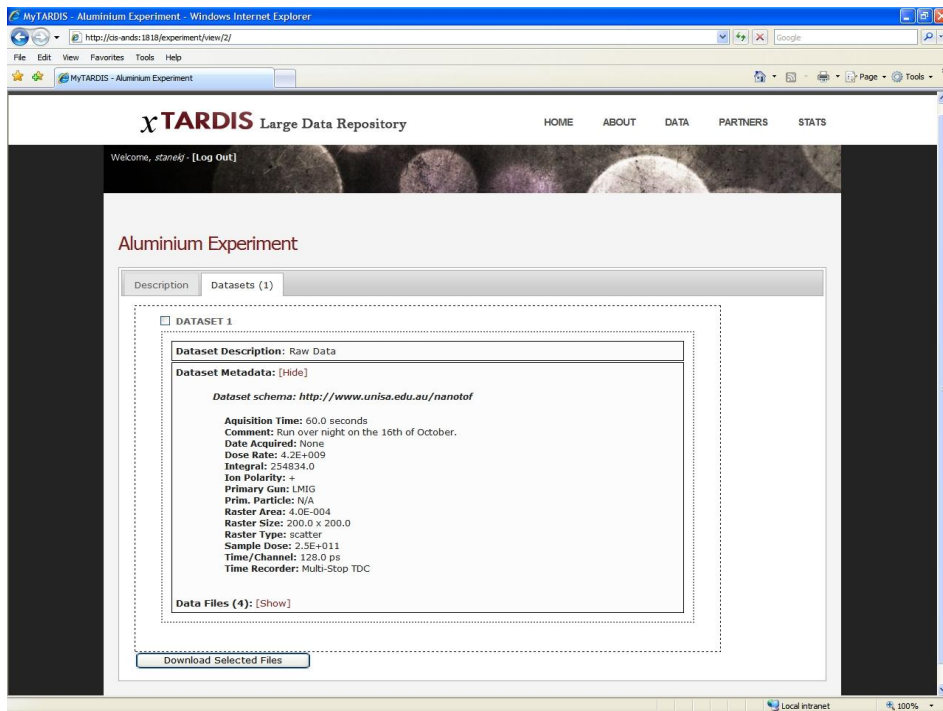 MyTARDIS - Aluminium Experiment - Windows Internet Explorer
http://cis-ands:1818/experiment/view/2/
Google
File Edit View Favorites Tools Help
MyTARDIS - Aluminium Experiment
Page Tools
xTARDIS Large Data Repository
HOME ABOUT DATA PARTNERS STATS
Welcome, stanekj - [Log Out]
Aluminium Experiment
Description Datasets (1)
DATASET 1
Dataset Description: Raw Data
Dataset Metadata: [Hide]
Dataset schema: http://www.unisa.edu.au/nanotof
Aquisition Time: 60.0 seconds
Comment: Run over night on the 16th of October.
Date Acquired: None
Dose Rate: 4.2E+009
Integral: 254834.0
Ion Polarity: +
Primary Gun: LMIG
Prim. Particle: N/A
Raster Area: 4.0E-004
Raster Size: 200.0 x 200.0
Raster Type: scatter
Sample Dose: 2.5E+011
Time/Channel: 128.0 ps
Time Recorder: Multi-Stop TDC
Data Files (4): [Show]
Download Selected Files
Local intranet 100%